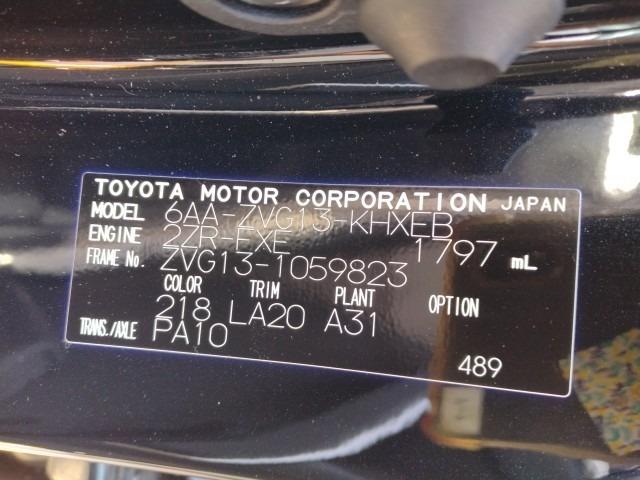 TOYOTA MOTOR CORPORATION JAPAN
MODEL 6AA-ZVG13-KHXEB
ENGINE 2ZR-FXE 1797 mL
FRAME No. ZVG13-1059823
COLOR TRIM PLANT OPTION
218 LA20 A31
TRANS./AXLE PA10
489